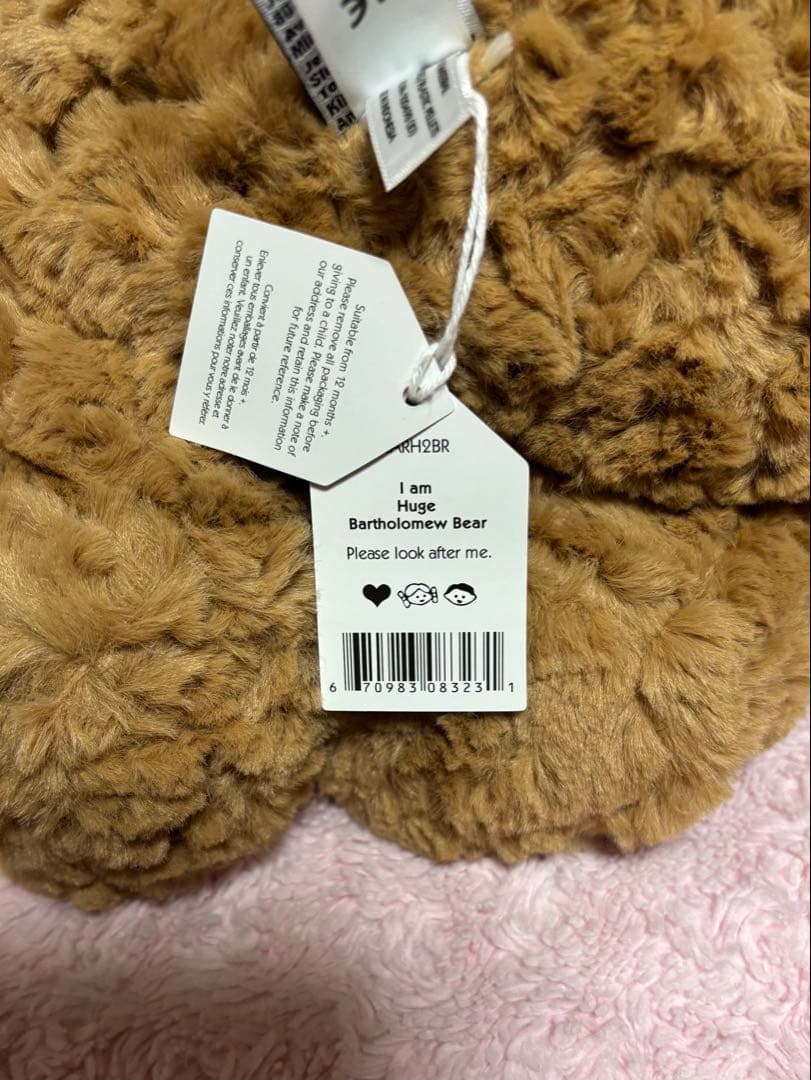 Suitable from 12 months +
Please remove all packaging before
giving to a child. Please make a note of
our address and retain this information
for future reference.
Convient à partir de 12 mois +.
Enlever tous emballages avant de le donner à
un enfant. Veuillez noter notre adresse et
conserver ces informations pour vous y référez.
ARH2BR
I am
Huge
Bartholomew Bear
Please look after me.
6 70983 08323 1